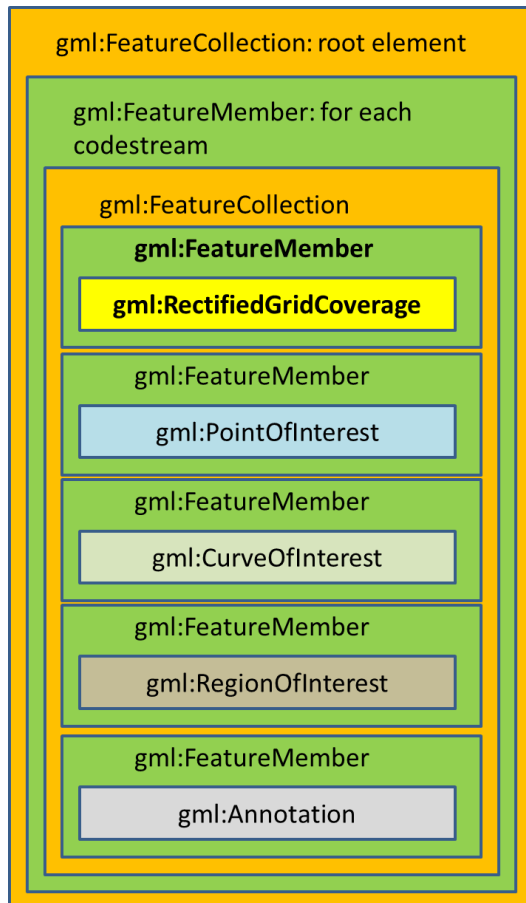 gml:FeatureCollection: root element
gml:FeatureMember: for each
codestream
gml:FeatureCollection
gml:FeatureMember
gml:RectifiedGridCoverage
gml:FeatureMember
gml:PointOfInterest
gml:FeatureMember
gml:CurveOfInterest
gml:FeatureMember
gml:RegionOfInterest
gml:FeatureMember
gml:Annotation